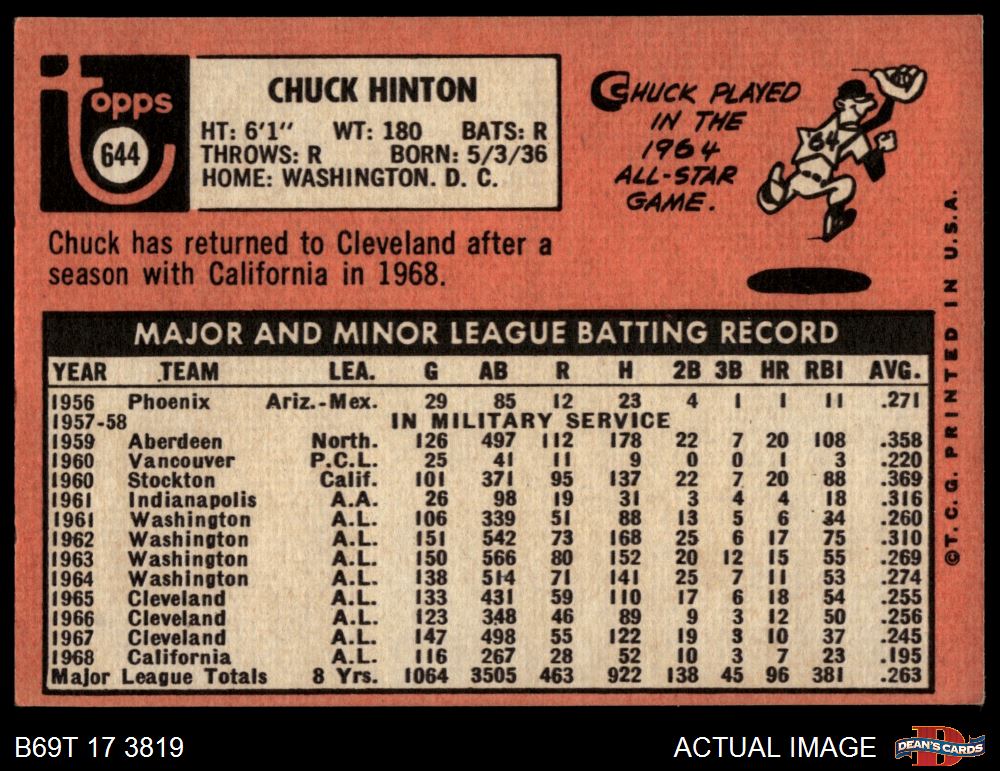 Topps
644
CHUCK HINTON
HT: 6'1" WT: 180 BATS: R
THROWS: R BORN: 5/3/36
HOME: WASHINGTON. D. C.
CHUCK PLAYED
IN THE
1964
ALL-STAR
GAME.
64
Chuck has returned to Cleveland after a
season with California in 1968.
MAJOR AND MINOR LEAGUE BATTING RECORD
YEAR TEAM LEA. G AB R H 2B 3B HR RBI AVG.
1956 Phoenix Ariz.-Mex. 29 85 12 23 4 1 1 11 .271
1957-58 IN MILITARY SERVICE
1959 Aberdeen North. 126 497 112 178 22 7 20 108 .358
1960 Vancouver P.C.L. 25 41 11 9 0 0 1 3 .220
1960 Stockton Calif. 101 371 95 137 22 7 20 88 .369
1961 Indianapolis A.A. 26 98 19 31 3 4 4 18 .316
1961 Washington A.L. 106 339 51 88 13 5 6 34 .260
1962 Washington A.L. 151 542 73 168 25 6 17 75 .310
1963 Washington A.L. 150 566 80 152 20 12 15 55 .269
1964 Washington A.L. 138 514 71 141 25 7 11 53 .274
1965 Cleveland A.L. 133 431 59 110 17 6 18 54 .255
1966 Cleveland A.L. 123 348 46 89 9 3 12 50 .256
1967 Cleveland A.L. 147 498 55 122 19 3 10 37 .245
1968 California A.L. 116 267 28 52 10 3 7 23 .195
Major League Totals 8 Yrs. 1064 3505 463 922 138 45 96 381 .263
©T. C. G. PRINTED IN U.S.A.
B69T 17 3819
ACTUAL IMAGE
DEAN'S CARDS